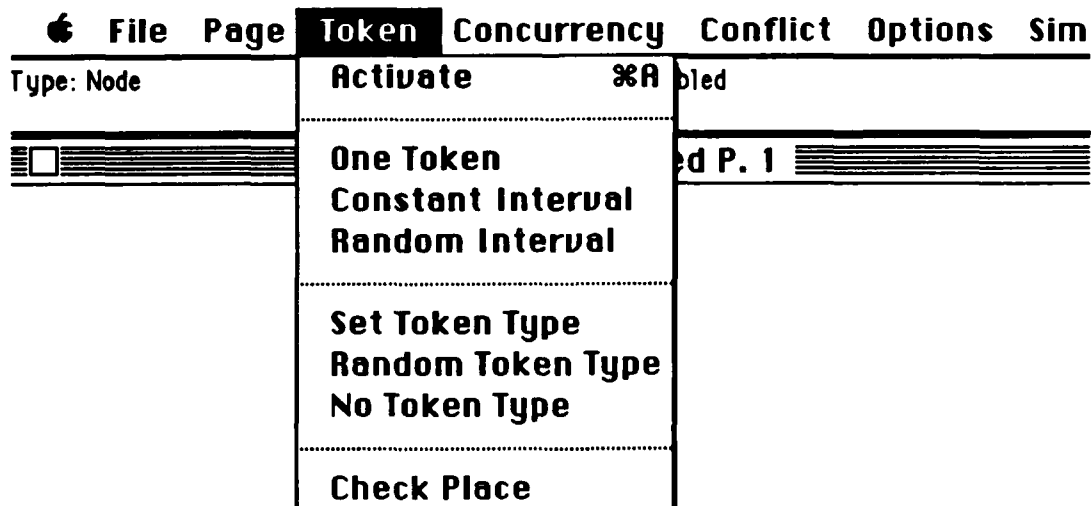 File Page Token Concurrency Conflict Options Sim
Type: Node bled
Activate ⌘A
ed P. 1
One Token
Constant Interval
Random Interval
Set Token Type
Random Token Type
No Token Type
Check Place